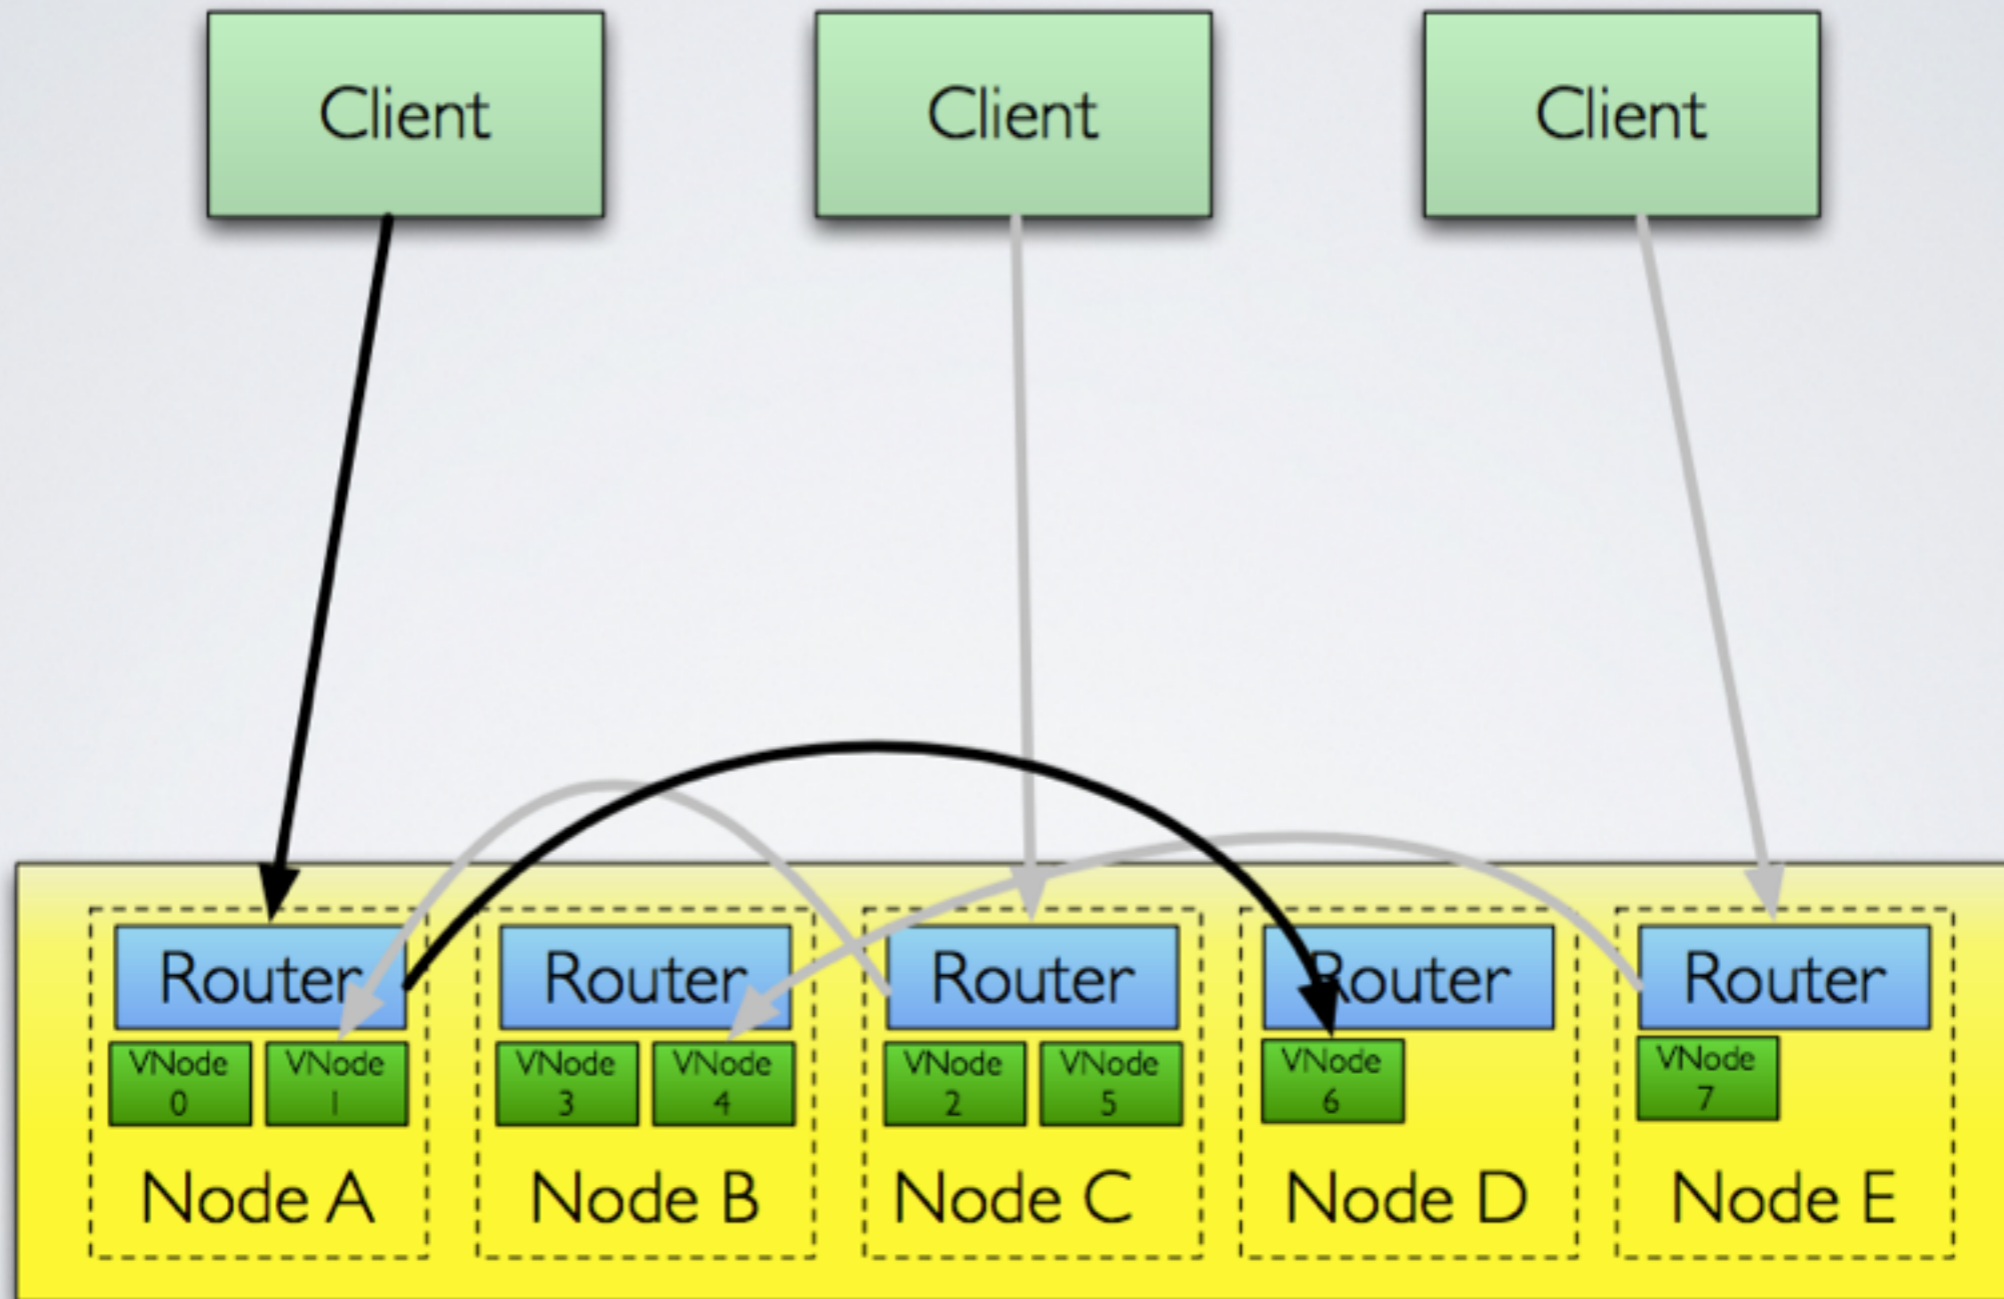 Client
Client
Client
Router
Router
Router
Router
Router
VNode
0
VNode
1
VNode
3
VNode
4
VNode
2
VNode
5
VNode
6
VNode
7
Node A
Node B
Node C
Node D
Node E